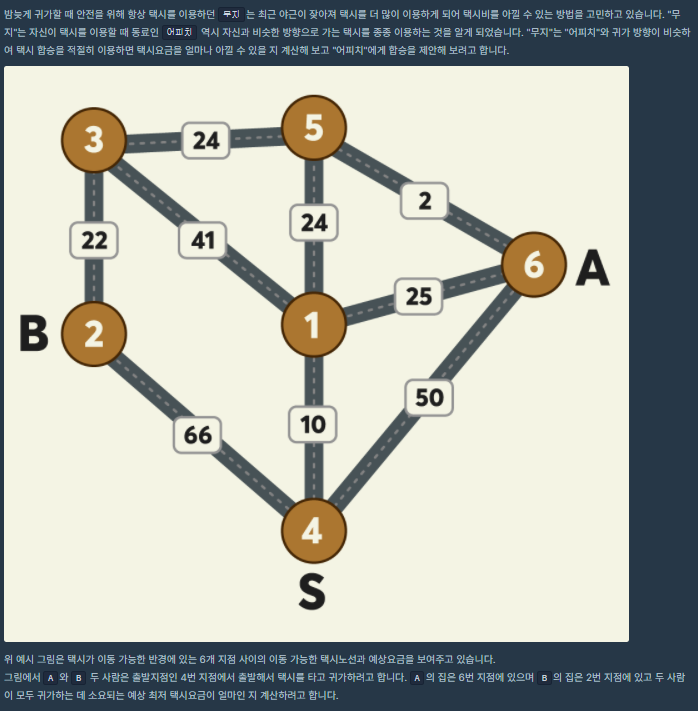 밤늦게 귀가할 때 안전을 위해 항상 택시를 이용하던 무지 는 최근 야근이 잦아져 택시를 더 많이 이용하게 되어 택시비를 아낄 수 있는 방법을 고민하고 있습니다. "무
지"는 자신이 택시를 이용할 때 동료인 어피치 역시 자신과 비슷한 방향으로 가는 택시를 종종 이용하는 것을 알게 되었습니다. "무지"는 "어피치"와 귀가 방향이 비슷하
여 택시 합승을 적절히 이용하면 택시요금을 얼마나 아낄 수 있을 지 계산해 보고 "어피치"에게 합승을 제안해 보려고 합니다.
3
24
5
2
22
41
24
6
A
25
B
2
1
50
66
10
4
S
위 예시 그림은 택시가 이동 가능한 반경에 있는 6개 지점 사이의 이동 가능한 택시노선과 예상요금을 보여주고 있습니다.
그림에서 A 와 B 두 사람은 출발지점인 4번 지점에서 출발해서 택시를 타고 귀가하려고 합니다. A 의 집은 6번 지점에 있으며 B 의 집은 2번 지점에 있고 두 사람
이 모두 귀가하는 데 소요되는 예상 최저 택시요금이 얼마인 지 계산하려고 합니다.